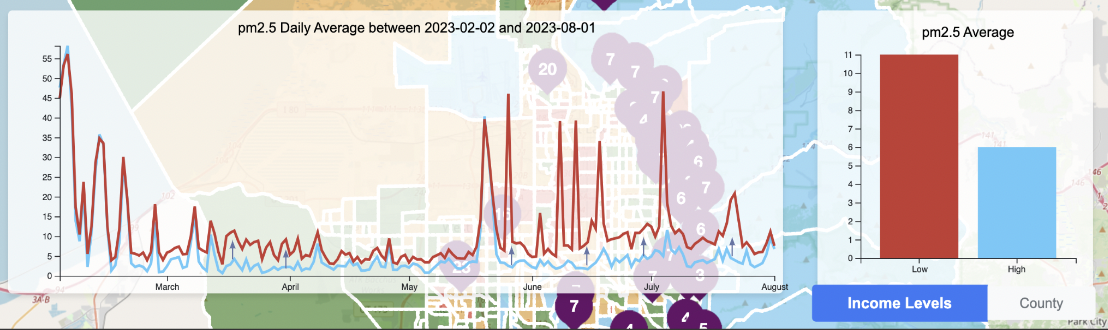 pm2.5 Daily Average between 2023-02-02 and 2023-08-01
55
50
45
40
35
30
25
20
15
10
5
0
March
April
May
June
July
August
20
7
7
7
4
6
7
6
6
3
7
7
4
5
pm2.5 Average
11
10
9
8
7
6
5
4
3
2
1
0
Low
High
Income Levels
County
3A-B
Park City